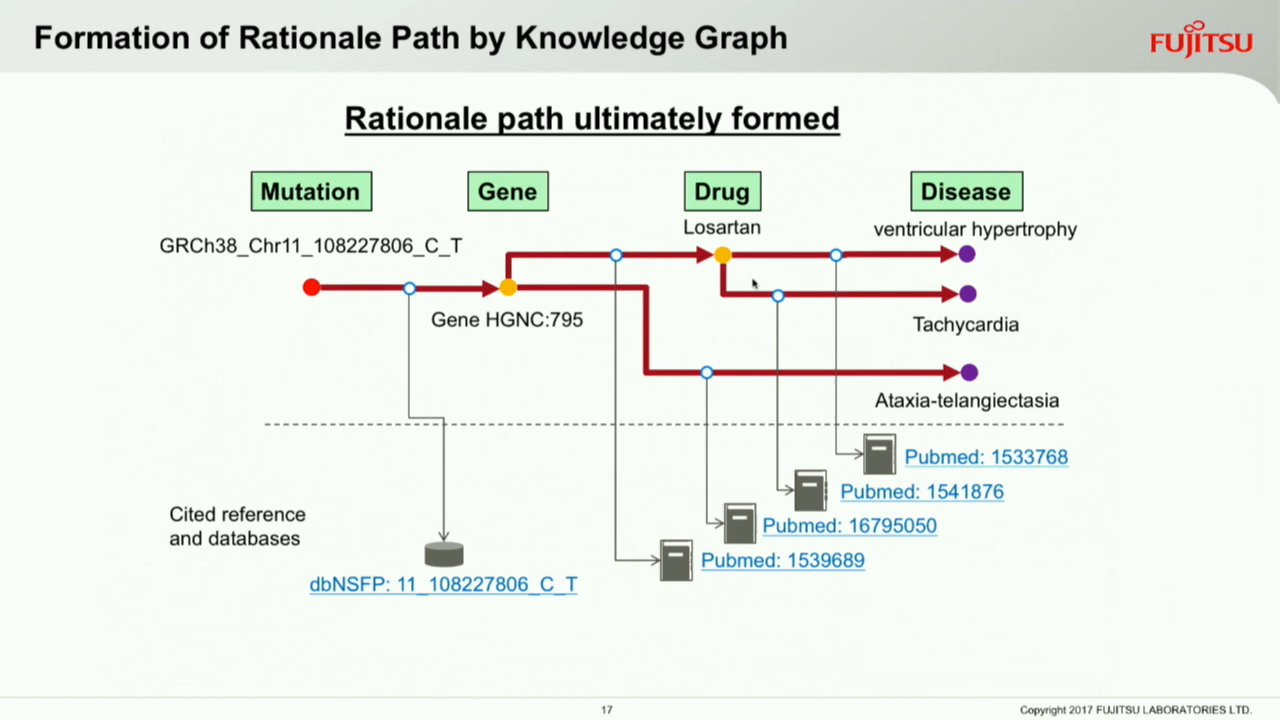 Formation of Rationale Path by Knowledge Graph
FUJITSU
Rationale path ultimately formed
Mutation
Gene
Drug
Disease
GRCh38_Chr11_108227806_C_T
Losartan
ventricular hypertrophy
Gene HGNC:795
Tachycardia
Ataxia-telangiectasia
Pubmed: 1533768
Pubmed: 1541876
Cited reference
and databases
Pubmed: 16795050
Pubmed: 1539689
dbNSFP: 11_108227806_C_T
17
Copyright 2017 FUJITSU LABORATORIES LTD.